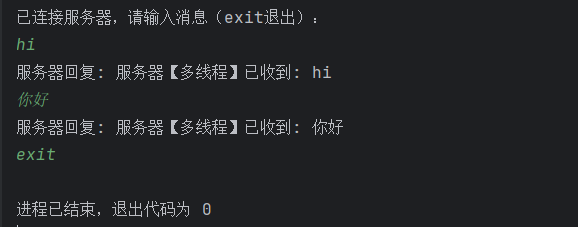 已连接服务器，请输入消息（exit退出）：
hi
服务器回复: 服务器【多线程】已收到: hi
你好
服务器回复: 服务器【多线程】已收到: 你好
exit
进程已结束，退出代码为 0